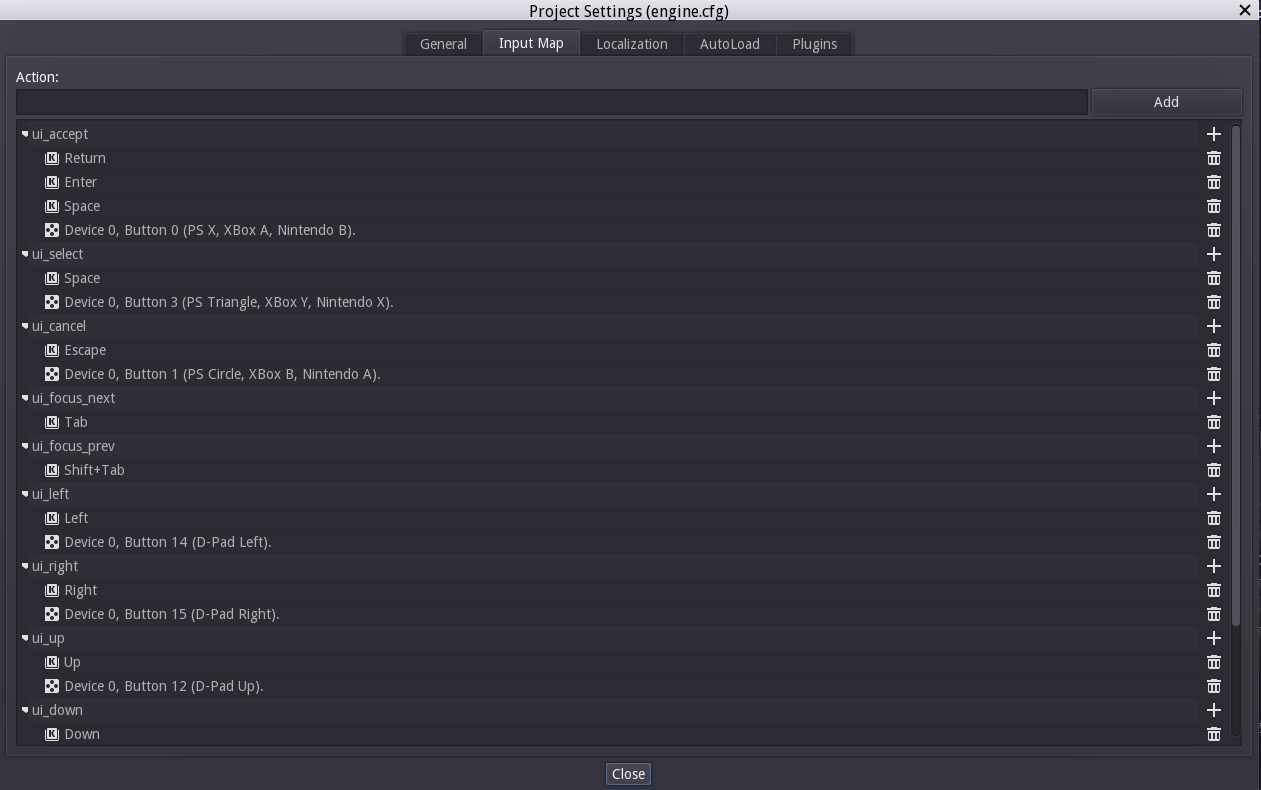 Project Settings (engine.cfg)
General Input Map Localization AutoLoad Plugins
Action:
Add
ui_accept
K Return
K Enter
K Space
Device 0, Button 0 (PS X, XBox A, Nintendo B).
ui_select
K Space
Device 0, Button 3 (PS Triangle, XBox Y, Nintendo X).
ui_cancel
K Escape
Device 0, Button 1 (PS Circle, XBox B, Nintendo A).
ui_focus_next
K Tab
ui_focus_prev
K Shift+Tab
ui_left
K Left
Device 0, Button 14 (D-Pad Left).
ui_right
K Right
Device 0, Button 15 (D-Pad Right).
ui_up
K Up
Device 0, Button 12 (D-Pad Up).
ui_down
K Down
Close